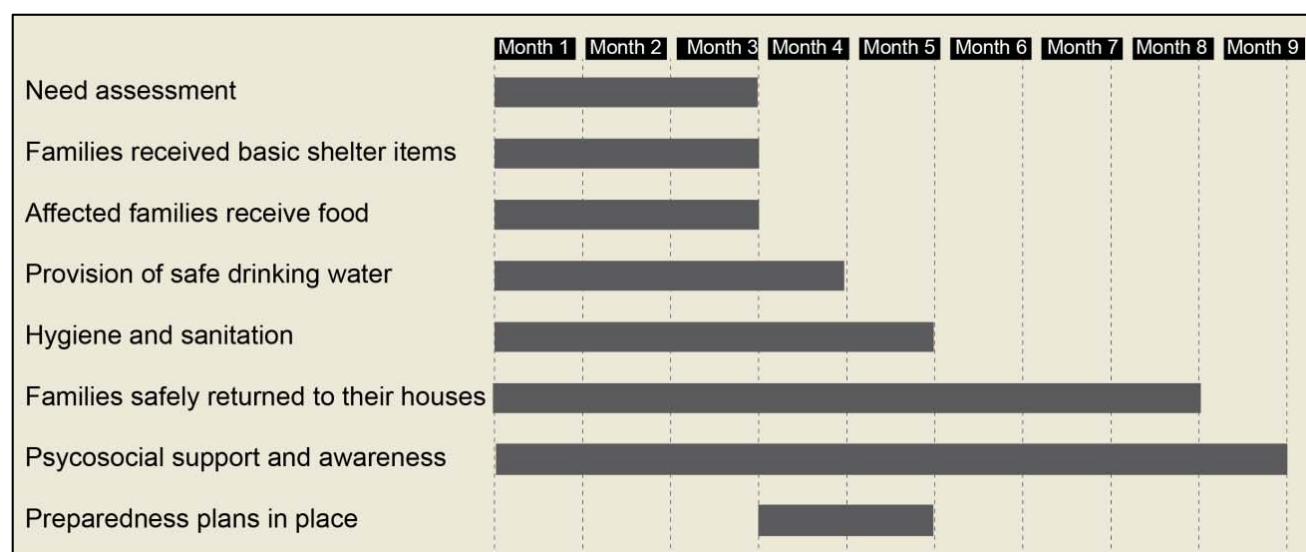 Month 1 Month 2 Month 3 Month 4 Month 5 Month 6 Month 7 Month 8 Month 9
Need assessment
Families received basic shelter items
Affected families receive food
Provision of safe drinking water
Hygiene and sanitation
Families safely returned to their houses
Psycosocial support and awareness
Preparedness plans in place